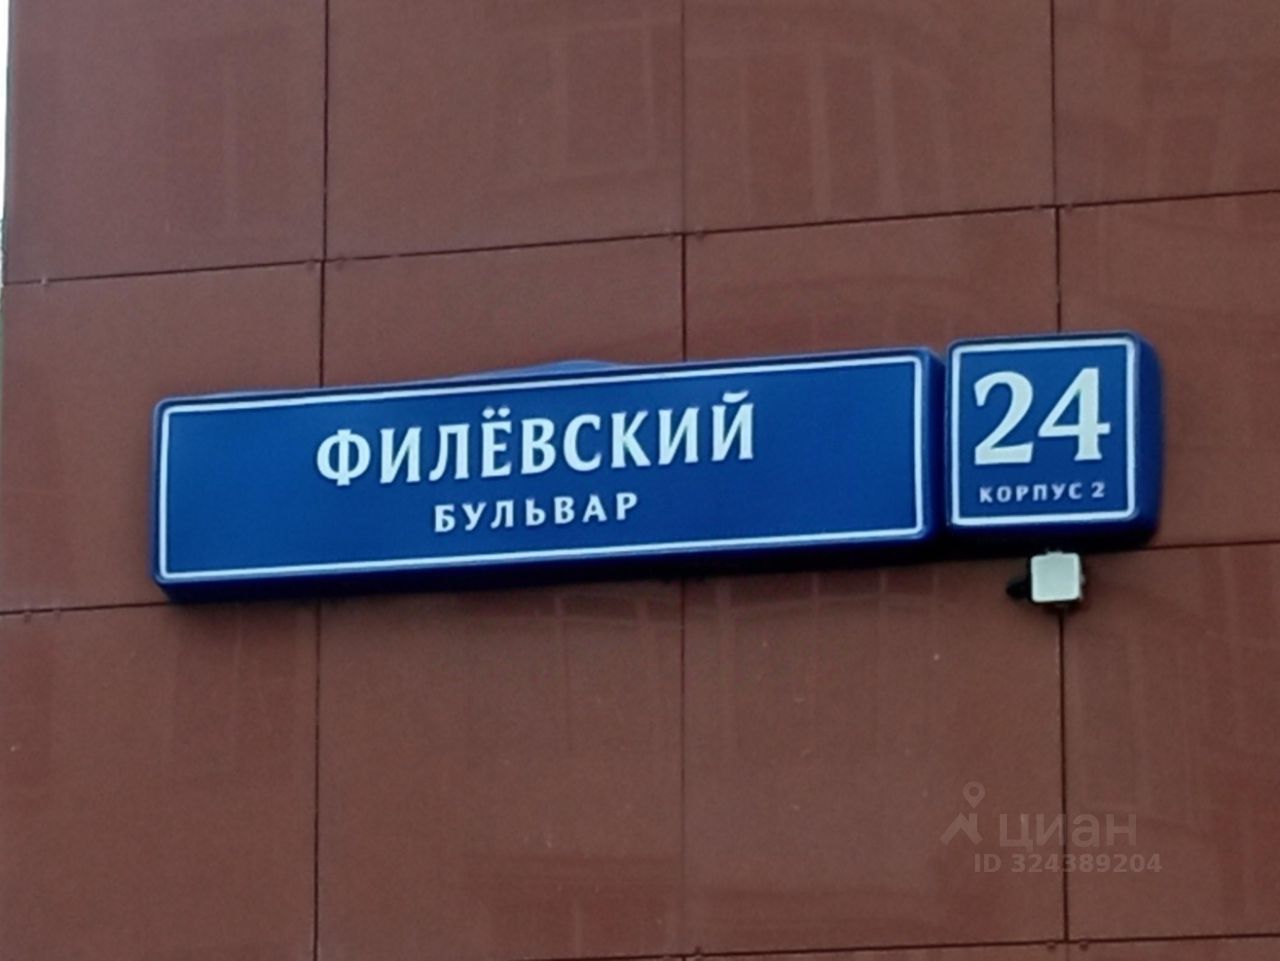 ФИЛЁВСКИЙ
БУЛЬВАР
24
КОРПУС 2
циан
ID 324389204